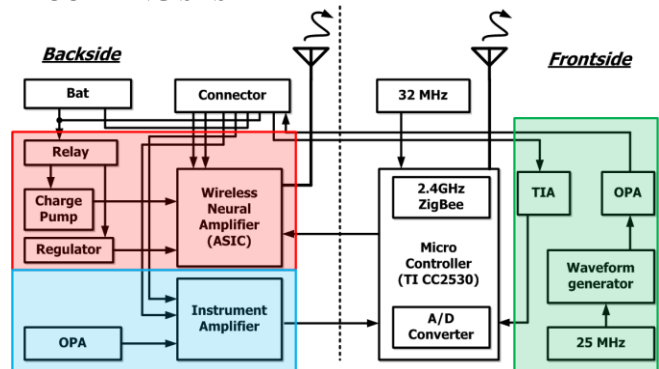 Backside
Frontside
Bat
Connector
32 MHz
Relay
Charge
Pump
Regulator
Wireless
Neural
Amplifier
(ASIC)
2.4GHz
ZigBee
Micro
Controller
(TI CC2530)
A/D
Converter
TIA
OPA
Waveform
generator
25 MHz
Instrument
Amplifier
OPA